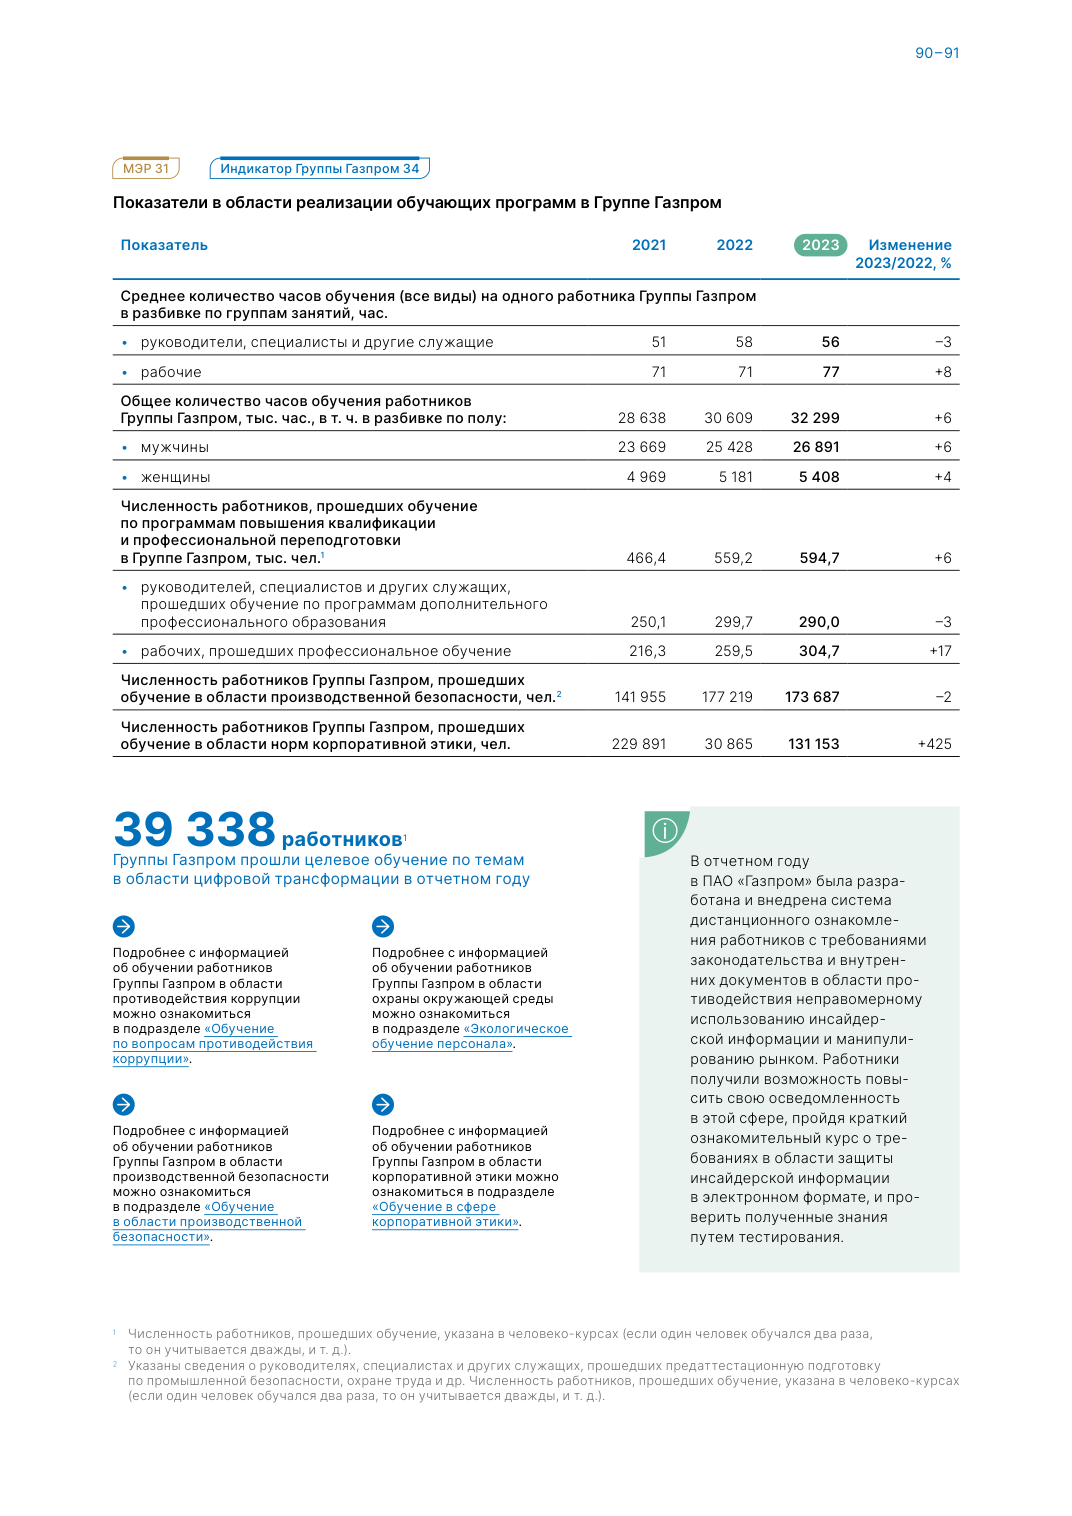 90–91
МЭР 31
Индикатор Группы Газпром 34
Показатели в области реализации обучающих программ в Группе Газпром
Показатель 2021 2022 2023 Изменение
2023/2022, %
Среднее количество часов обучения (все виды) на одного работника Группы Газпром
в разбивке по группам занятий, час.
• руководители, специалисты и другие служащие 51 58 56 –3
• рабочие 71 71 77 +8
Общее количество часов обучения работников
Группы Газпром, тыс. час., в т. ч. в разбивке по полу: 28 638 30 609 32 299 +6
• мужчины 23 669 25 428 26 891 +6
• женщины 4 969 5 181 5 408 +4
Численность работников, прошедших обучение
по программам повышения квалификации
и профессиональной переподготовки
в Группе Газпром, тыс. чел.1 466,4 559,2 594,7 +6
• руководителей, специалистов и других служащих,
прошедших обучение по программам дополнительного
профессионального образования 250,1 299,7 290,0 –3
• рабочих, прошедших профессиональное обучение 216,3 259,5 304,7 +17
Численность работников Группы Газпром, прошедших
обучение в области производственной безопасности, чел.2 141 955 177 219 173 687 –2
Численность работников Группы Газпром, прошедших
обучение в области норм корпоративной этики, чел. 229 891 30 865 131 153 +425
39 338 работников1
Группы Газпром прошли целевое обучение по темам
в области цифровой трансформации в отчетном году
Подробнее с информацией
об обучении работников
Группы Газпром в области
противодействия коррупции
можно ознакомиться
в подразделе «Обучение
по вопросам противодействия
коррупции».
Подробнее с информацией
об обучении работников
Группы Газпром в области
охраны окружающей среды
можно ознакомиться
в подразделе «Экологическое
обучение персонала».
Подробнее с информацией
об обучении работников
Группы Газпром в области
производственной безопасности
можно ознакомиться
в подразделе «Обучение
в области производственной
безопасности».
Подробнее с информацией
об обучении работников
Группы Газпром в области
корпоративной этики можно
ознакомиться в подразделе
«Обучение в сфере
корпоративной этики».
В отчетном году
в ПАО «Газпром» была разра-
ботана и внедрена система
дистанционного ознакомле-
ния работников с требованиями
законодательства и внутрен-
них документов в области про-
тиводействия неправомерному
использованию инсайдер-
ской информации и манипули-
рованию рынком. Работники
получили возможность повы-
сить свою осведомленность
в этой сфере, пройдя краткий
ознакомительный курс о тре-
бованиях в области защиты
инсайдерской информации
в электронном формате, и про-
верить полученные знания
путем тестирования.
1 Численность работников, прошедших обучение, указана в человеко-курсах (если один человек обучался два раза,
то он учитывается дважды, и т. д.).
2 Указаны сведения о руководителях, специалистах и других служащих, прошедших предаттестационную подготовку
по промышленной безопасности, охране труда и др. Численность работников, прошедших обучение, указана в человеко-курсах
(если один человек обучался два раза, то он учитывается дважды, и т. д.).